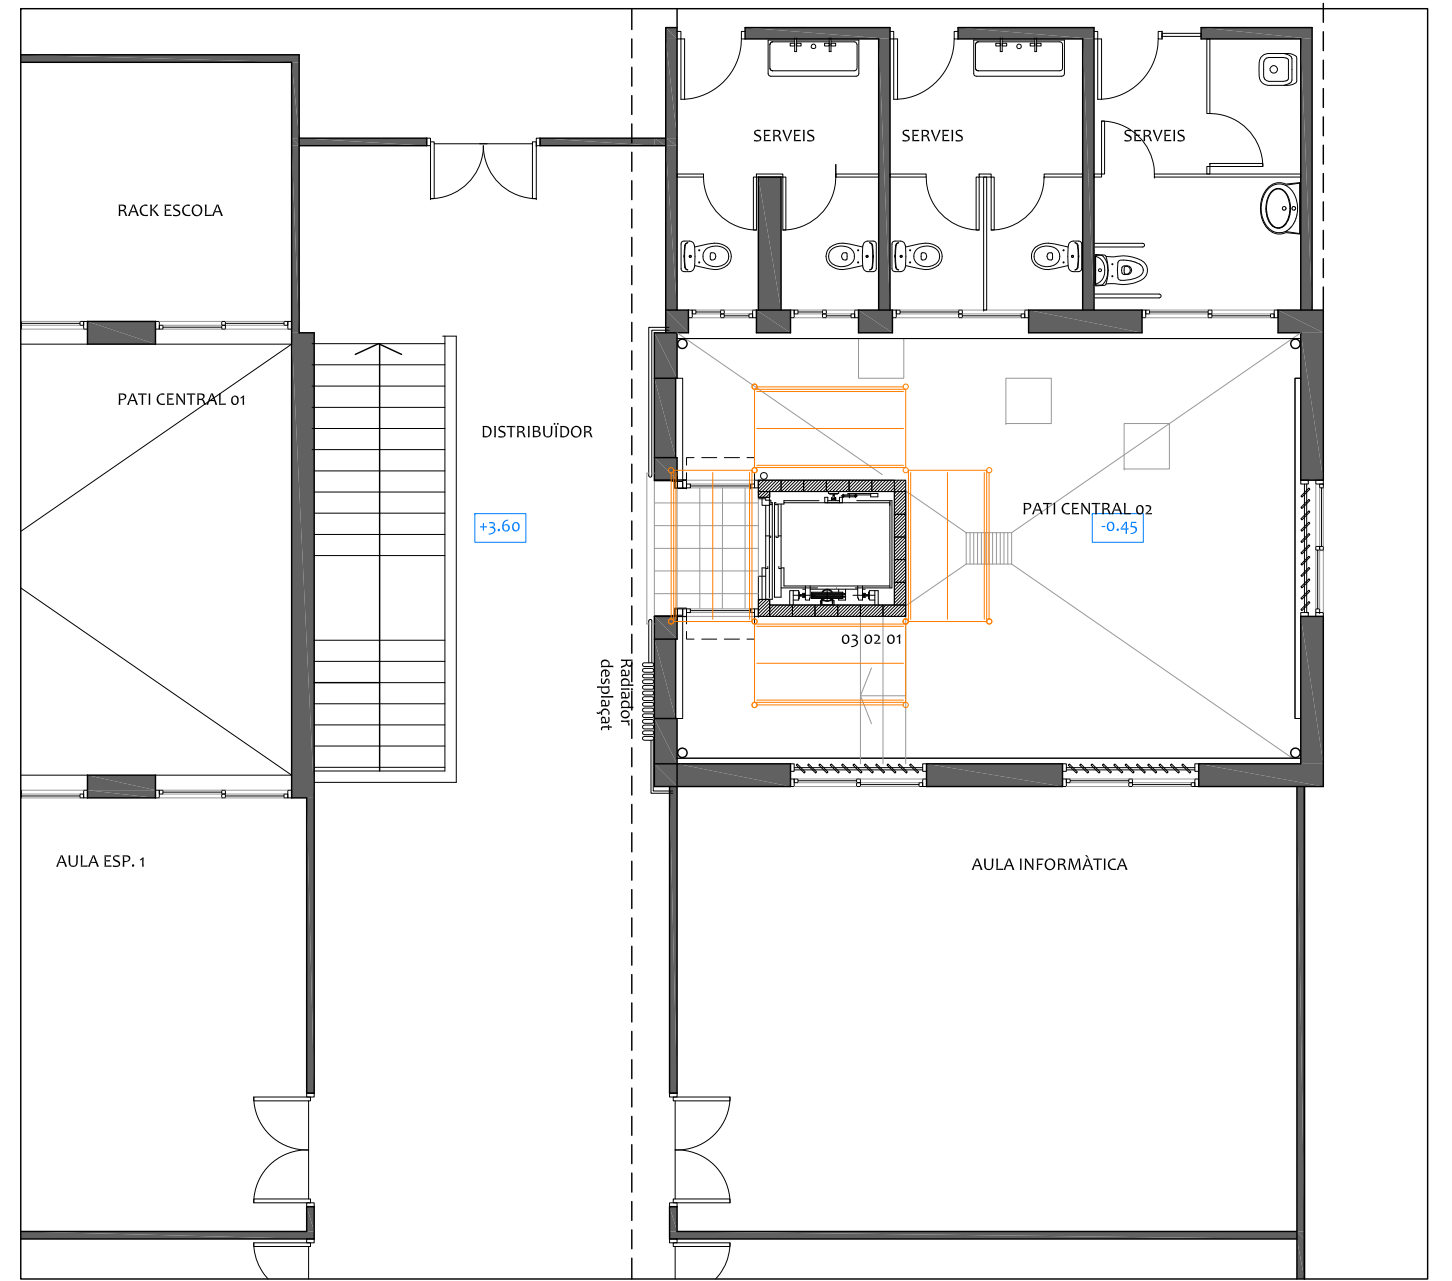 SERVEIS
SERVEIS
SERVEIS
RACK ESCOLA
PATI CENTRAL 01
DISTRIBUÏDOR
PATI CENTRAL 02
+3.60
-0.45
03 02 01
Radiador
desplaçat
AULA ESP. 1
AULA INFORMÀTICA